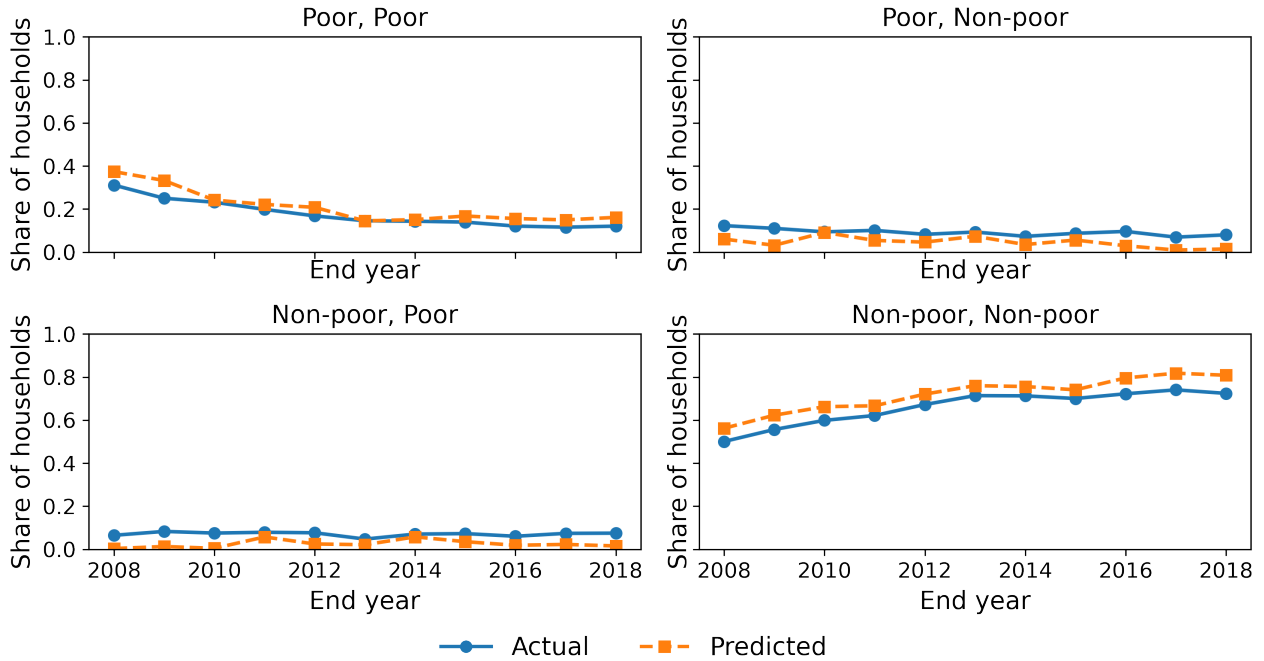 Poor, Poor
Poor, Non-poor
Share of households
1.0
0.8
0.6
0.4
0.2
0.0
End year
Share of households
End year
Non-poor, Poor
Non-poor, Non-poor
Share of households
1.0
0.8
0.6
0.4
0.2
0.0
2008 2010 2012 2014 2016 2018
End year
Share of households
2008 2010 2012 2014 2016 2018
End year
Actual Predicted